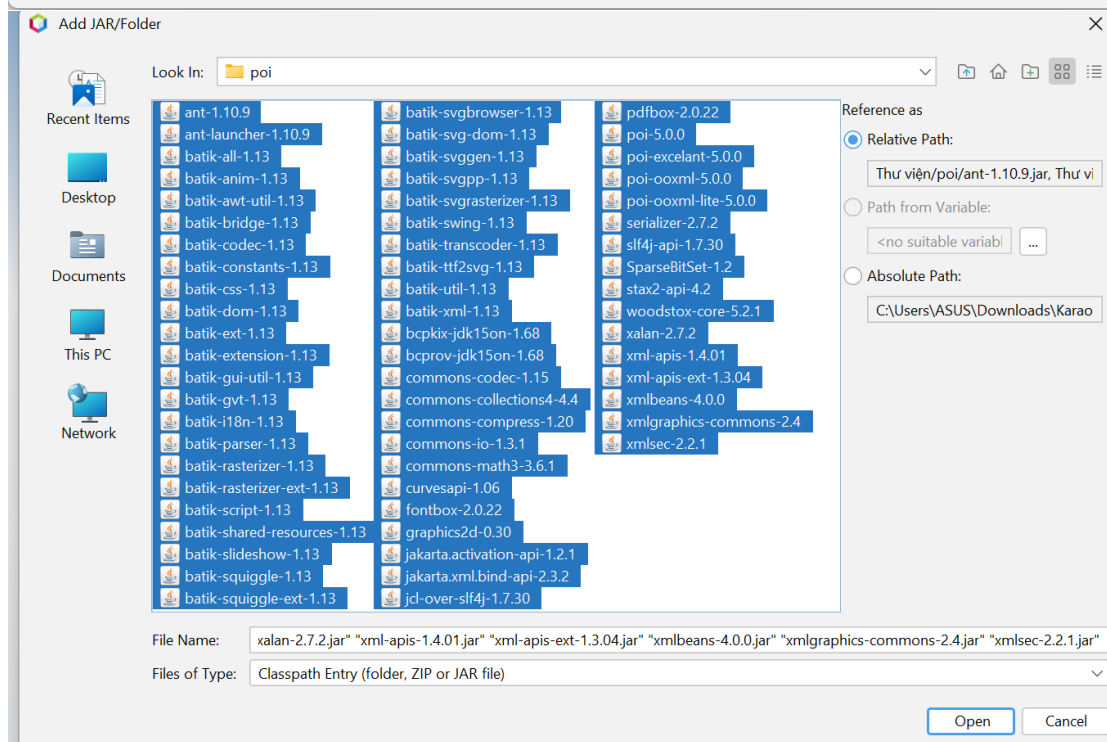 Add JAR/Folder
Look In: poi
Recent Items
Desktop
Documents
This PC
Network
ant-1.10.9
ant-launcher-1.10.9
batik-all-1.13
batik-anim-1.13
batik-awt-util-1.13
batik-bridge-1.13
batik-codec-1.13
batik-constants-1.13
batik-css-1.13
batik-dom-1.13
batik-ext-1.13
batik-extension-1.13
batik-gui-util-1.13
batik-gvt-1.13
batik-i18n-1.13
batik-parser-1.13
batik-rasterizer-1.13
batik-rasterizer-ext-1.13
batik-script-1.13
batik-shared-resources-1.13
batik-slideshow-1.13
batik-squiggle-1.13
batik-squiggle-ext-1.13
batik-svgbrowser-1.13
batik-svg-dom-1.13
batik-svggen-1.13
batik-svgpp-1.13
batik-svgrasterizer-1.13
batik-swing-1.13
batik-transcoder-1.13
batik-ttf2svg-1.13
batik-util-1.13
batik-xml-1.13
bcpkix-jdk15on-1.68
bcprov-jdk15on-1.68
commons-codec-1.15
commons-collections4-4.4
commons-compress-1.20
commons-io-1.3.1
commons-math3-3.6.1
curvesapi-1.06
fontbox-2.0.22
graphics2d-0.30
jakarta.activation-api-1.2.1
jakarta.xml.bind-api-2.3.2
jcl-over-slf4j-1.7.30
pdfbox-2.0.22
poi-5.0.0
poi-excelant-5.0.0
poi-ooxml-5.0.0
poi-ooxml-lite-5.0.0
serializer-2.7.2
slf4j-api-1.7.30
SparseBitSet-1.2
stax2-api-4.2
woodstox-core-5.2.1
xalan-2.7.2
xml-apis-1.4.01
xml-apis-ext-1.3.04
xmlbeans-4.0.0
xmlgraphics-commons-2.4
xmlsec-2.2.1
Reference as
Relative Path:
Thư viện/poi/ant-1.10.9.jar, Thư vi
Path from Variable:
<no suitable variabl ...
Absolute Path:
C:\Users\ASUS\Downloads\Karao
File Name: xalan-2.7.2.jar" "xml-apis-1.4.01.jar" "xml-apis-ext-1.3.04.jar" "xmlbeans-4.0.0.jar" "xmlgraphics-commons-2.4.jar" "xmlsec-2.2.1.jar"
Files of Type: Classpath Entry (folder, ZIP or JAR file)
Open Cancel